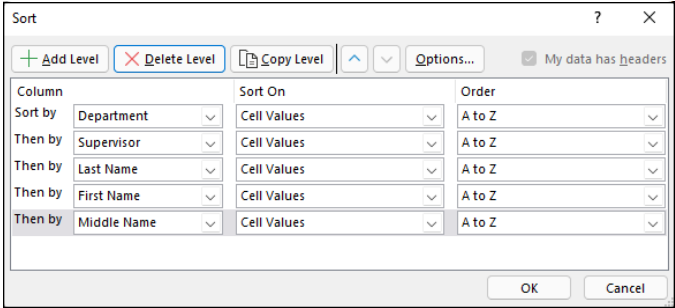 Sort ? X
Add Level Delete Level Copy Level Options... My data has headers
Column Sort On Order
Sort by Department Cell Values A to Z
Then by Supervisor Cell Values A to Z
Then by Last Name Cell Values A to Z
Then by First Name Cell Values A to Z
Then by Middle Name Cell Values A to Z
OK Cancel